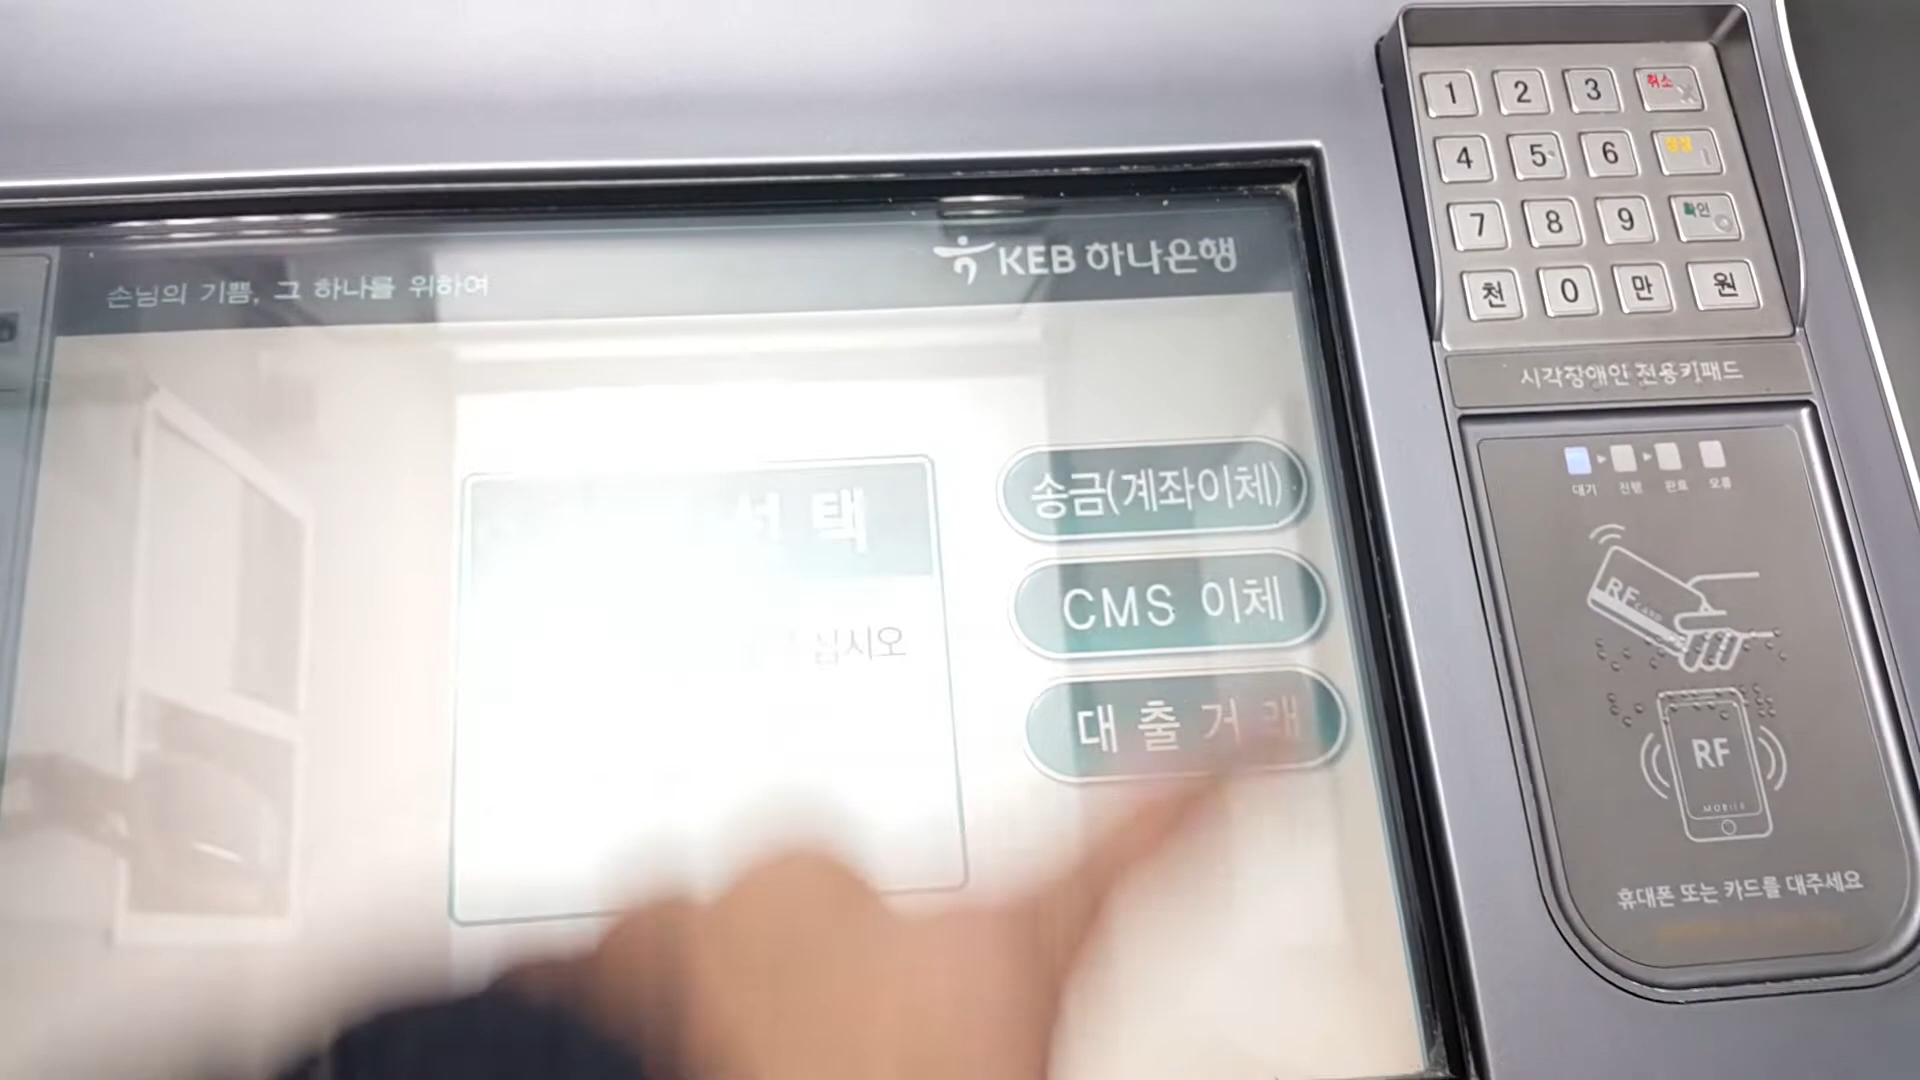 손님의 기쁨, 그 하나를 위하여
KEB 하나은행
선 택
십시오
송금(계좌이체)
CMS 이체
대 출 거 래
1 2 3 취소
4 5 6 정정
7 8 9 확인
천 0 만 원
시각장애인 전용키패드
대기 진행 완료 오류
RF CARD
RF
MOBILE
휴대폰 또는 카드를 대주세요